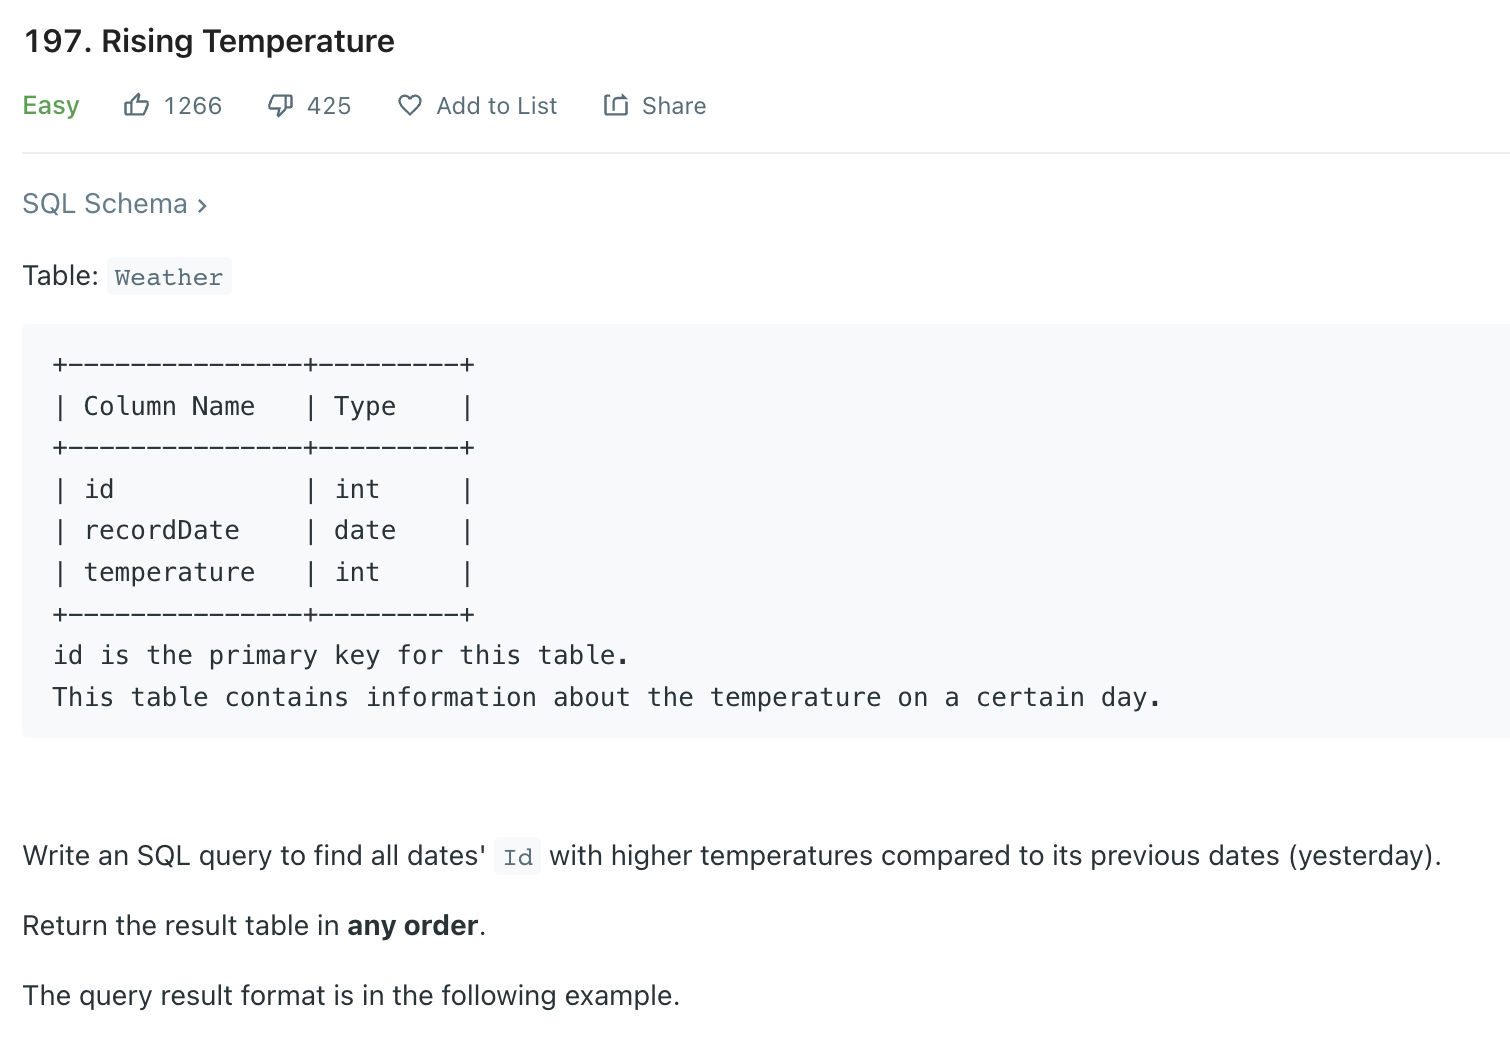 197. Rising Temperature
Easy 1266 425 Add to List Share
SQL Schema ›
Table: Weather
+---------------+---------+
| Column Name   | Type    |
+---------------+---------+
| id            | int     |
| recordDate    | date    |
| temperature   | int     |
+---------------+---------+
id is the primary key for this table.
This table contains information about the temperature on a certain day.
Write an SQL query to find all dates' Id with higher temperatures compared to its previous dates (yesterday).
Return the result table in any order.
The query result format is in the following example.